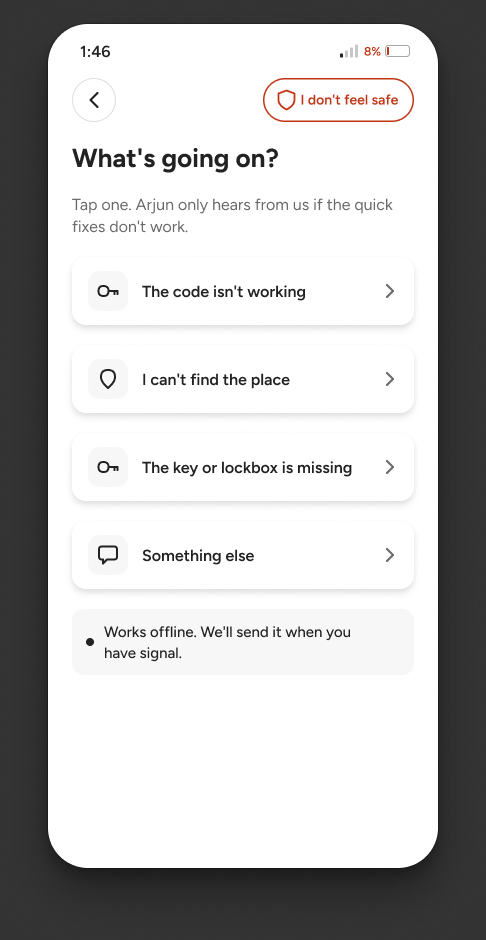 1:46
8%
I don't feel safe
What's going on?
Tap one. Arjun only hears from us if the quick
fixes don't work.
The code isn't working
I can't find the place
The key or lockbox is missing
Something else
Works offline. We'll send it when you
have signal.